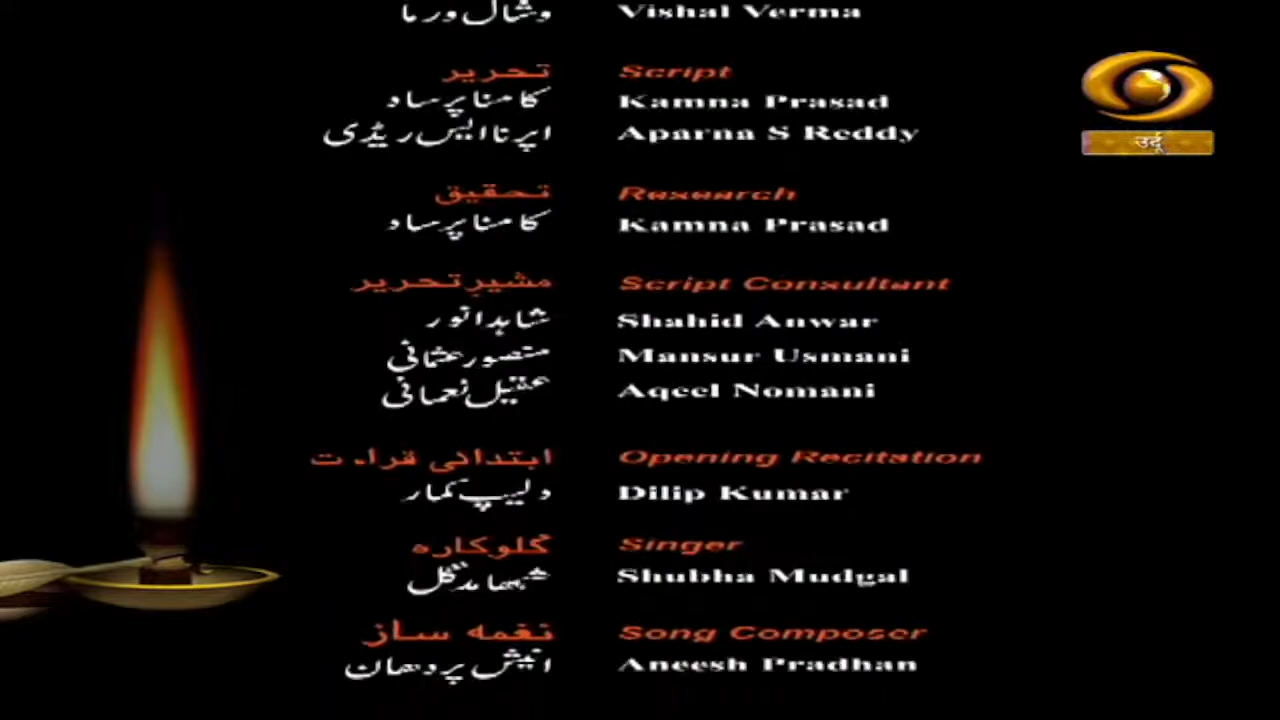 وشال ورما Vishal Verma
تحریر Script
کامنا پرساد Kamna Prasad
اپرنا ایس ریڈی Aparna S Reddy
تحقیق Research
کامنا پرساد Kamna Prasad
مشیرِ تحریر Script Consultant
شاہد انور Shahid Anwar
منصور عثمانی Mansur Usmani
عقیل نعمانی Aqeel Nomani
ابتدائی قراءت Opening Recitation
دلیپ کمار Dilip Kumar
گلوکارہ Singer
شبھا مدگل Shubha Mudgal
نغمہ ساز Song Composer
انیش پردھان Aneesh Pradhan
उर्दू